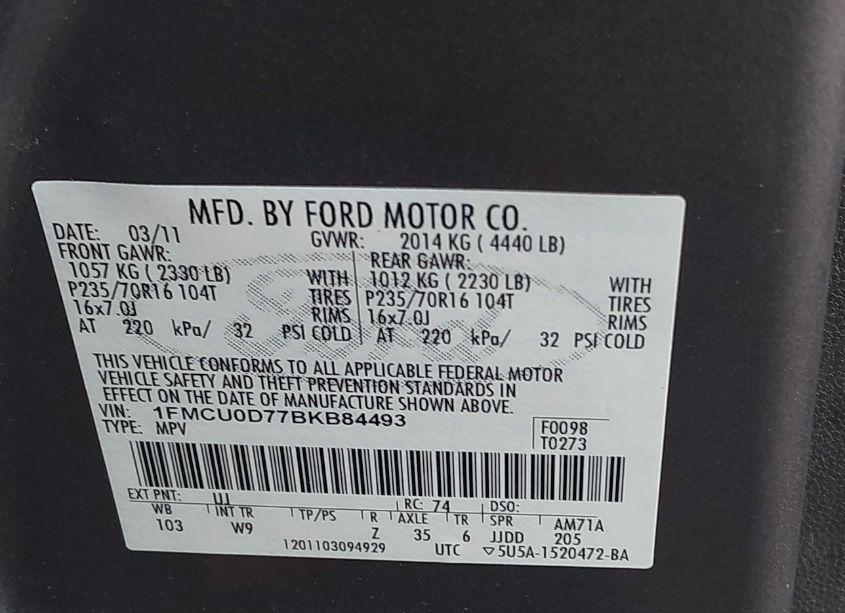 MFD. BY FORD MOTOR CO.
DATE: 03/11 GVWR: 2014 KG ( 4440 LB)
FRONT GAWR: REAR GAWR:
1057 KG ( 2330 LB) WITH 1012 KG ( 2230 LB) WITH
P235/70R16 104T TIRES P235/70R16 104T TIRES
16x7.0J RIMS 16x7.0J RIMS
AT 220 kPa/ 32 PSI COLD AT 220 kPa/ 32 PSI COLD
THIS VEHICLE CONFORMS TO ALL APPLICABLE FEDERAL MOTOR
VEHICLE SAFETY AND THEFT PREVENTION STANDARDS IN
EFFECT ON THE DATE OF MANUFACTURE SHOWN ABOVE.
VIN: 1FMCU0D77BKB84493 F0098
TYPE: MPV T0273
EXT PNT: UJ RC: 74 DSO:
WB INT TR TP/PS R AXLE TR SPR AM71A
103 W9 Z 35 6 JJDD 205
1201103094929 UTC ▽5U5A-1520472-BA